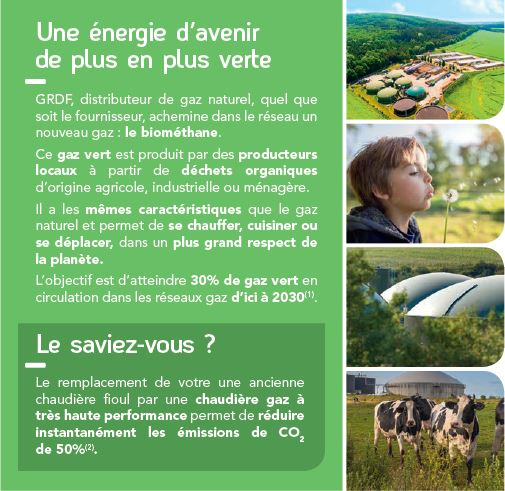 Une énergie d’avenir
de plus en plus verte
GRDF, distributeur de gaz naturel, quel que
soit le fournisseur, achemine dans le réseau un
nouveau gaz : le biométhane.
Ce gaz vert est produit par des producteurs
locaux à partir de déchets organiques
d’origine agricole, industrielle ou ménagère.
Il a les mêmes caractéristiques que le gaz
naturel et permet de se chauffer, cuisiner ou
se déplacer, dans un plus grand respect de
la planète.
L’objectif est d’atteindre 30% de gaz vert en
circulation dans les réseaux gaz d’ici à 2030(1).
Le saviez-vous ?
Le remplacement de votre une ancienne
chaudière fioul par une chaudière gaz à
très haute performance permet de réduire
instantanément les émissions de CO2
de 50%(2).